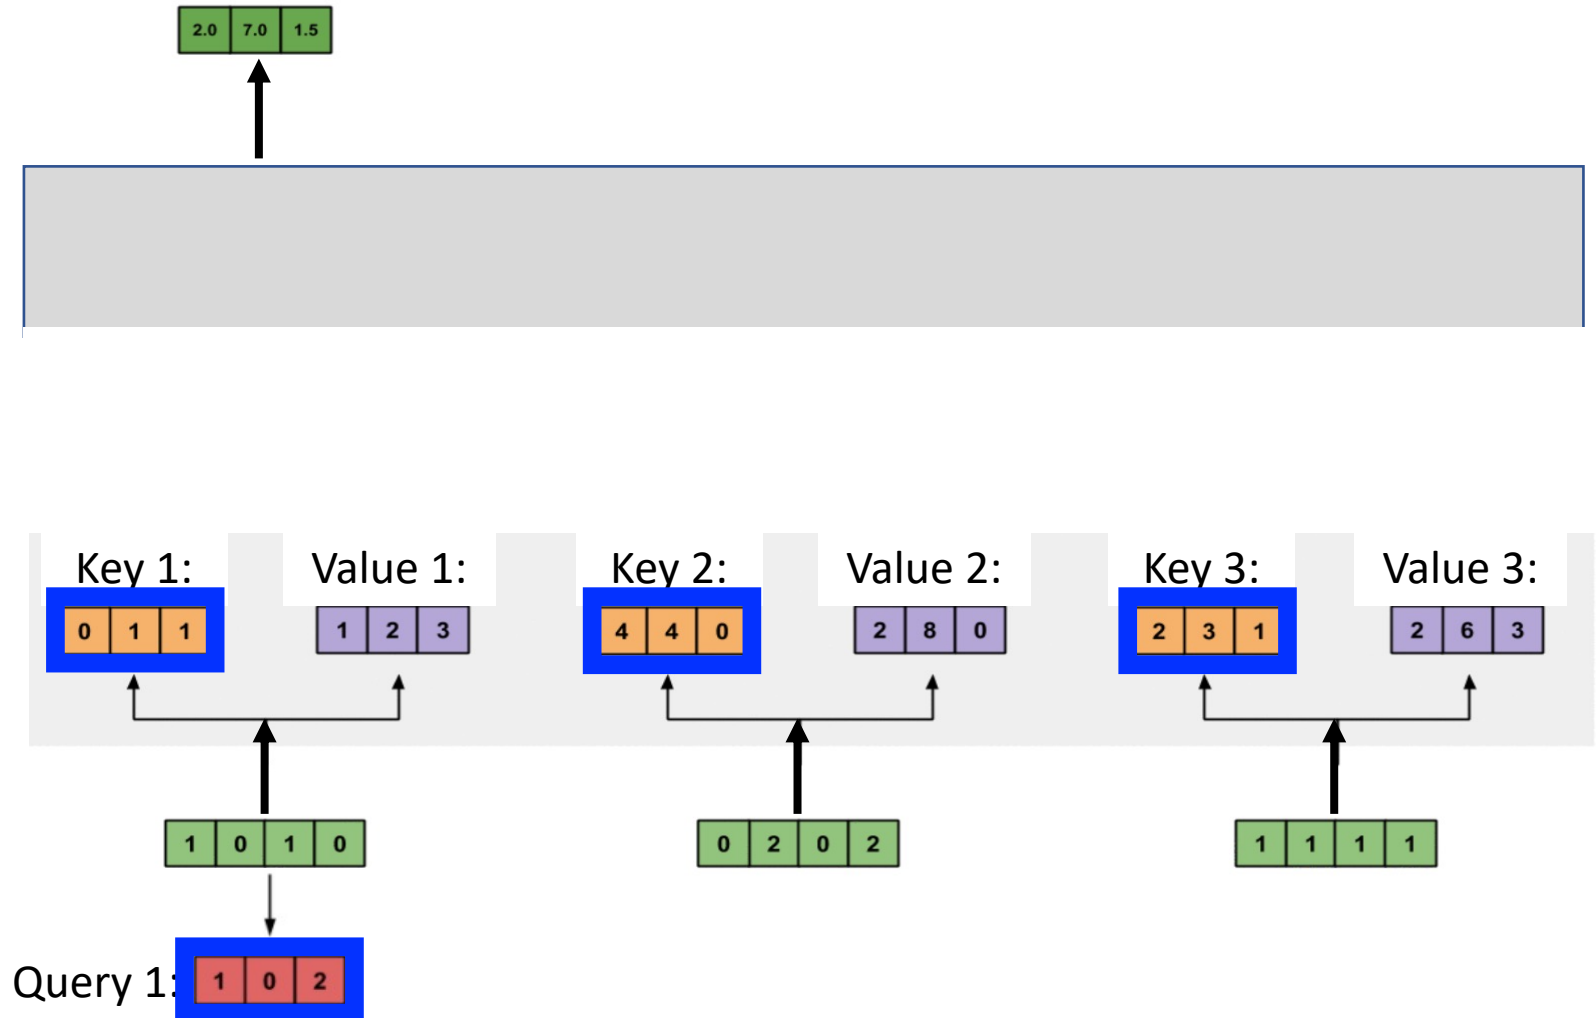 2.0 7.0 1.5
Key 1: Value 1: Key 2: Value 2: Key 3: Value 3:
0 1 1 1 2 3 4 4 0 2 8 0 2 3 1 2 6 3
1 0 1 0 0 2 0 2 1 1 1 1
Query 1: 1 0 2